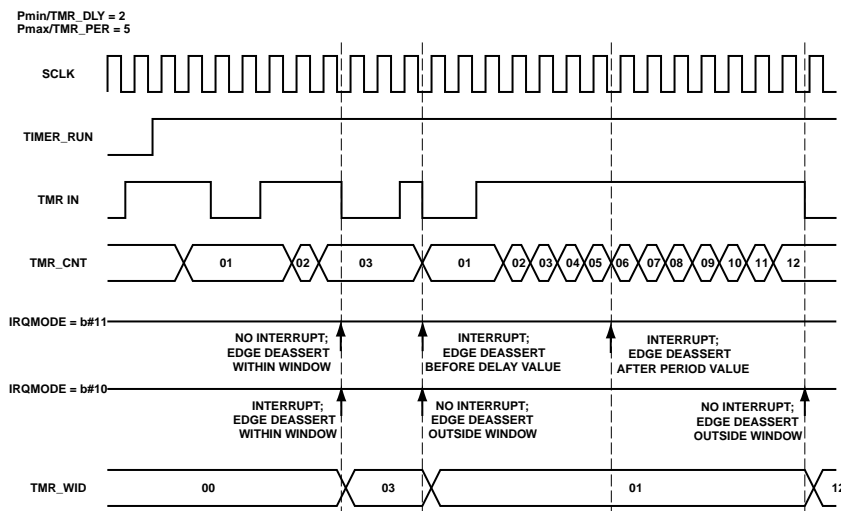 Pmin/TMR_DLY = 2
Pmax/TMR_PER = 5
SCLK
TIMER_RUN
TMR IN
TMR_CNT
01
02
03
01
02
03
04
05
06
07
08
09
10
11
12
IRQMODE = b#11
NO INTERRUPT;
EDGE DEASSERT
WITHIN WINDOW
INTERRUPT;
EDGE DEASSERT
BEFORE DELAY VALUE
INTERRUPT;
EDGE DEASSERT
AFTER PERIOD VALUE
IRQMODE = b#10
INTERRUPT;
EDGE DEASSERT
WITHIN WINDOW
NO INTERRUPT;
EDGE DEASSERT
OUTSIDE WINDOW
NO INTERRUPT;
EDGE DEASSERT
OUTSIDE WINDOW
TMR_WID
00
03
01
12